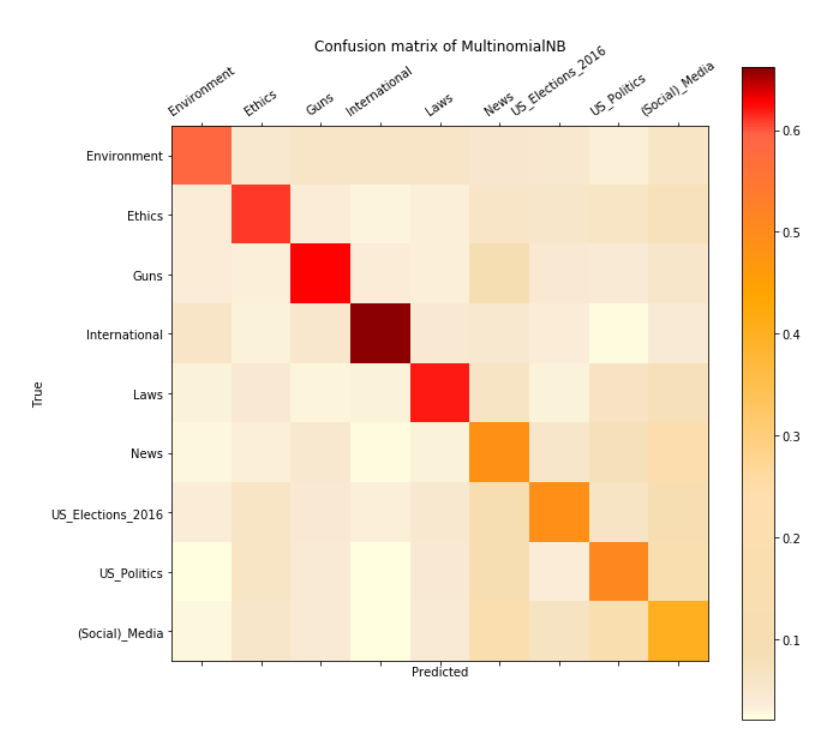 Confusion matrix of MultinomialNB
Environment
Ethics
Guns
International
Laws
News
US_Elections_2016
US_Politics
(Social)_Media
Environment
Ethics
Guns
International
Laws
News
US_Elections_2016
US_Politics
(Social)_Media
True
Predicted
0.6
0.5
0.4
0.3
0.2
0.1